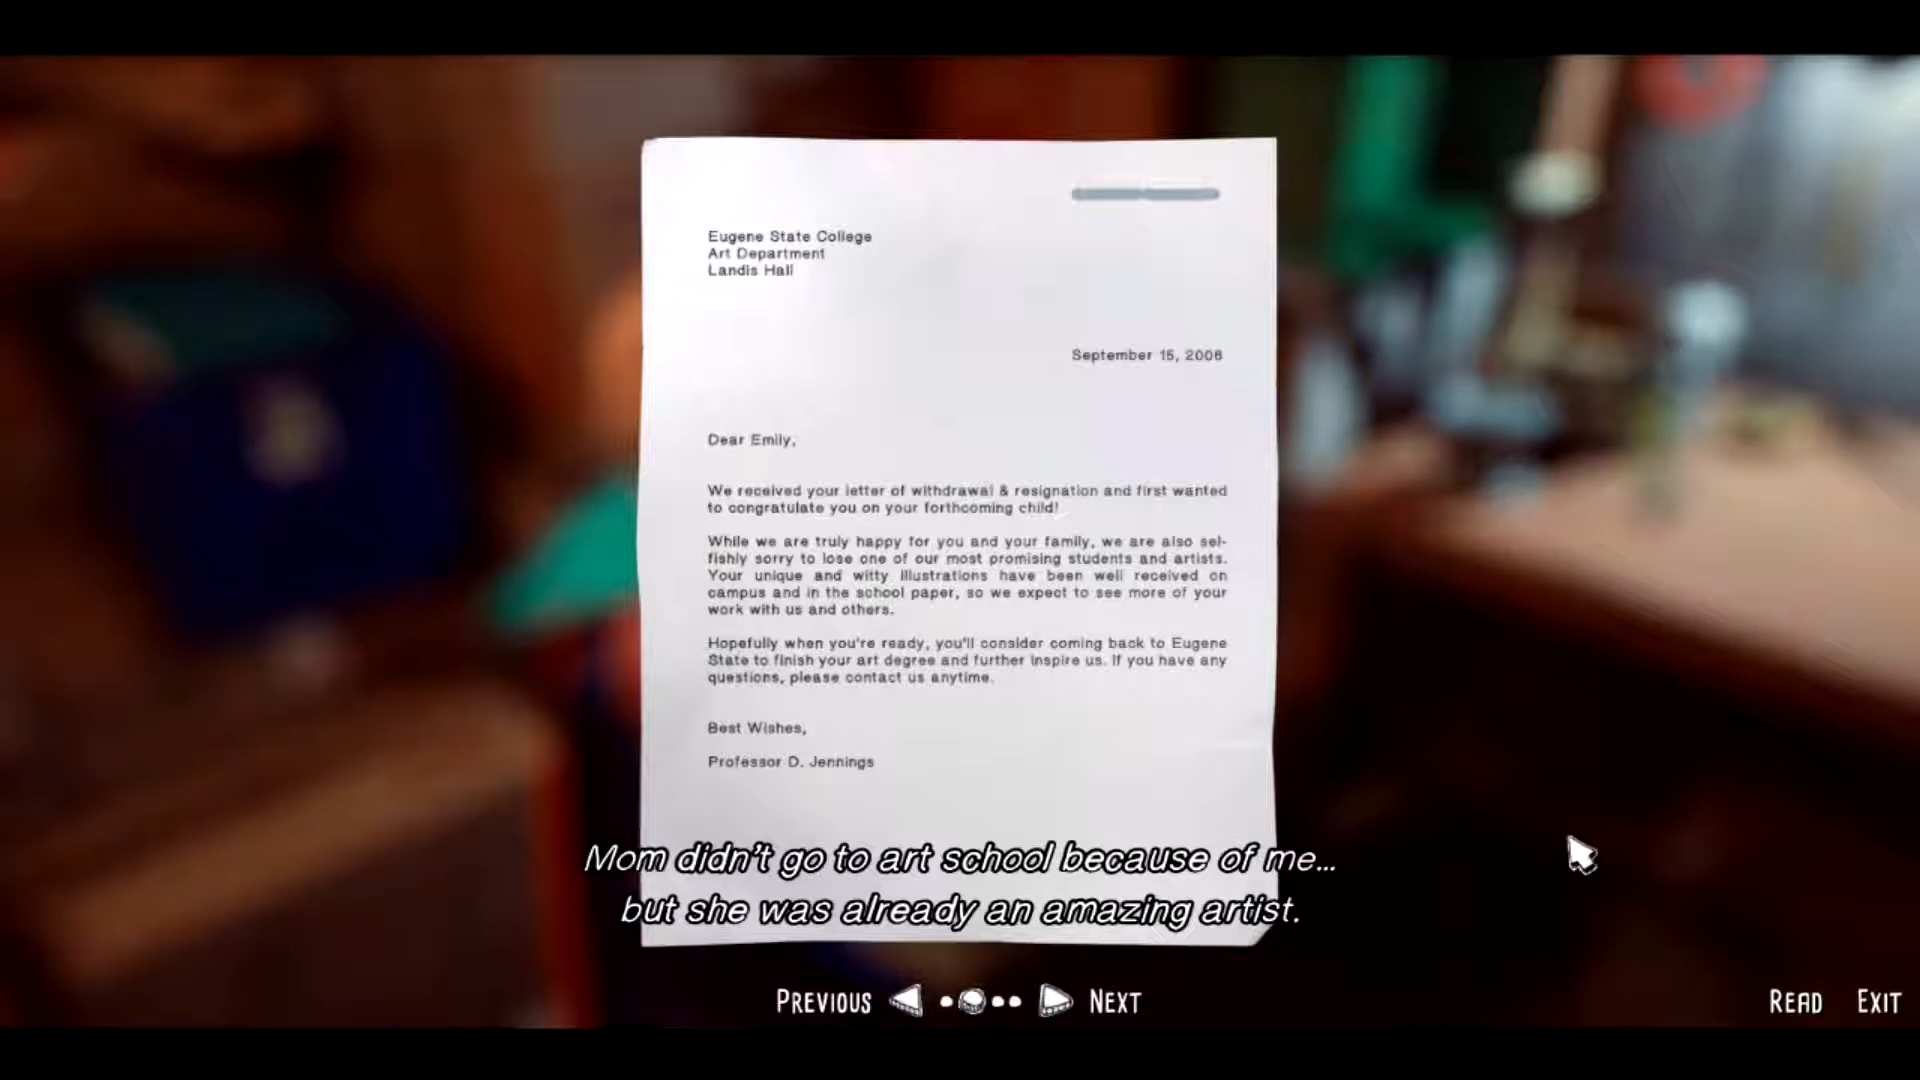 Eugene State College
Art Department
Landis Hall
September 15, 2006
Dear Emily,
We received your letter of withdrawal & resignation and first wanted
to congratulate you on your forthcoming child!
While we are truly happy for you and your family, we are also sel-
fishly sorry to lose one of our most promising students and artists.
Your unique and witty illustrations have been well received on
campus and in the school paper, so we expect to see more of your
work with us and others.
Hopefully when you're ready, you'll consider coming back to Eugene
State to finish your art degree and further inspire us. If you have any
questions, please contact us anytime.
Best Wishes,
Professor D. Jennings
Mom didn't go to art school because of me...
but she was already an amazing artist.
PREVIOUS NEXT READ EXIT